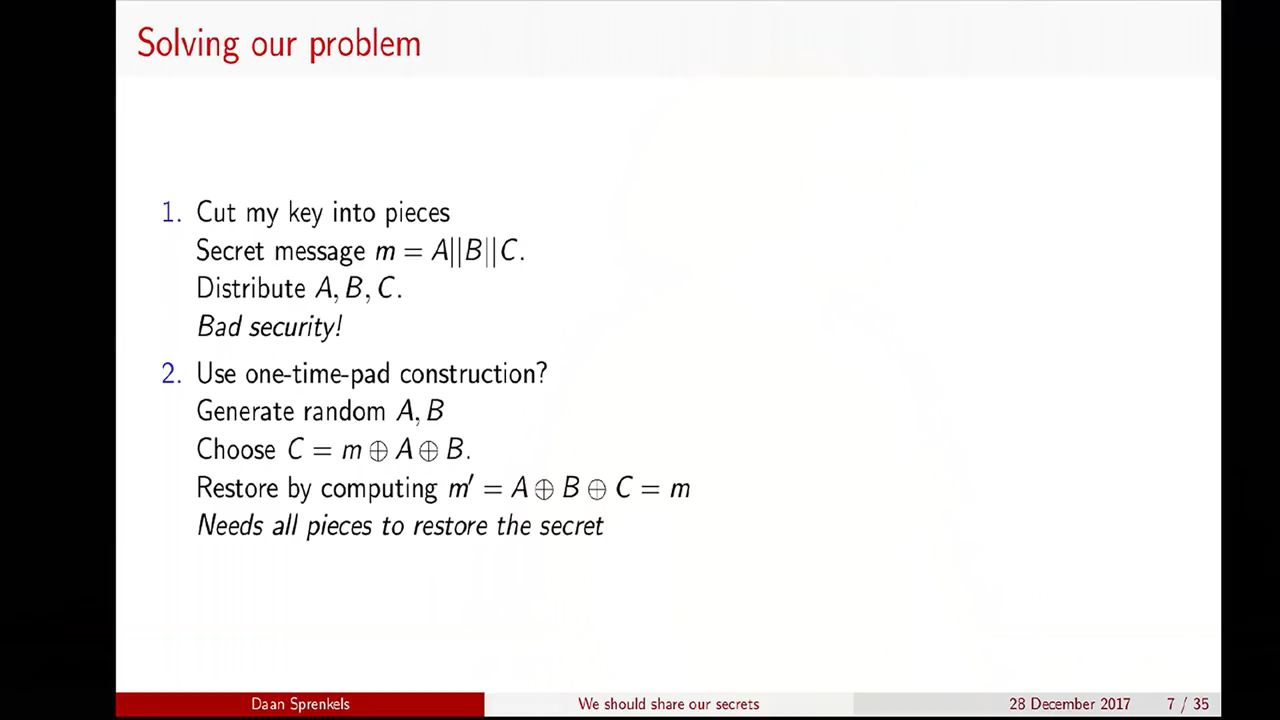 Solving our problem
1. Cut my key into pieces
Secret message m = A||B||C.
Distribute A, B, C.
Bad security!
2. Use one-time-pad construction?
Generate random A, B
Choose C = m ⊕ A ⊕ B.
Restore by computing m′ = A ⊕ B ⊕ C = m
Needs all pieces to restore the secret
Daan Sprenkels We should share our secrets 28 December 2017 7 / 35